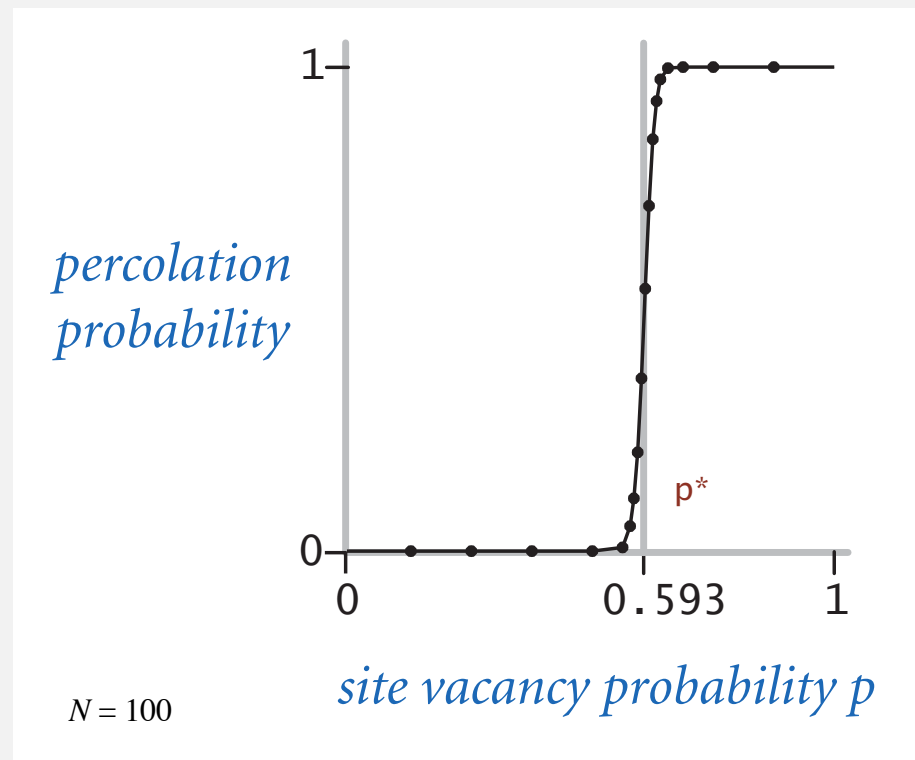 1
percolation
probability
p*
0
0
0.593
1
site vacancy probability p
N = 100